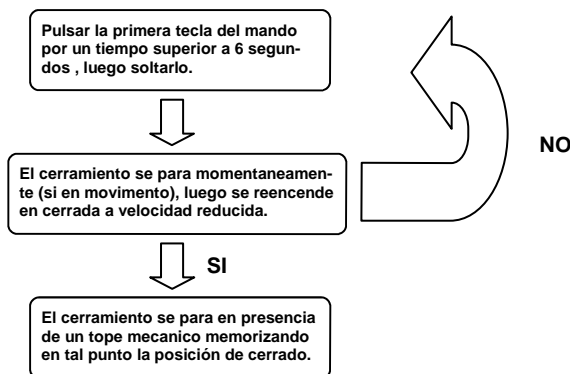 Pulsar la primera tecla del mando
por un tiempo superior a 6 segun-
dos , luego soltarlo.
NO
El cerramiento se para momentaneamen-
te (si en movimento), luego se reencende
en cerrada a velocidad reducida.
SI
El cerramiento se para en presencia
de un tope mecanico memorizando
en tal punto la posición de cerrado.